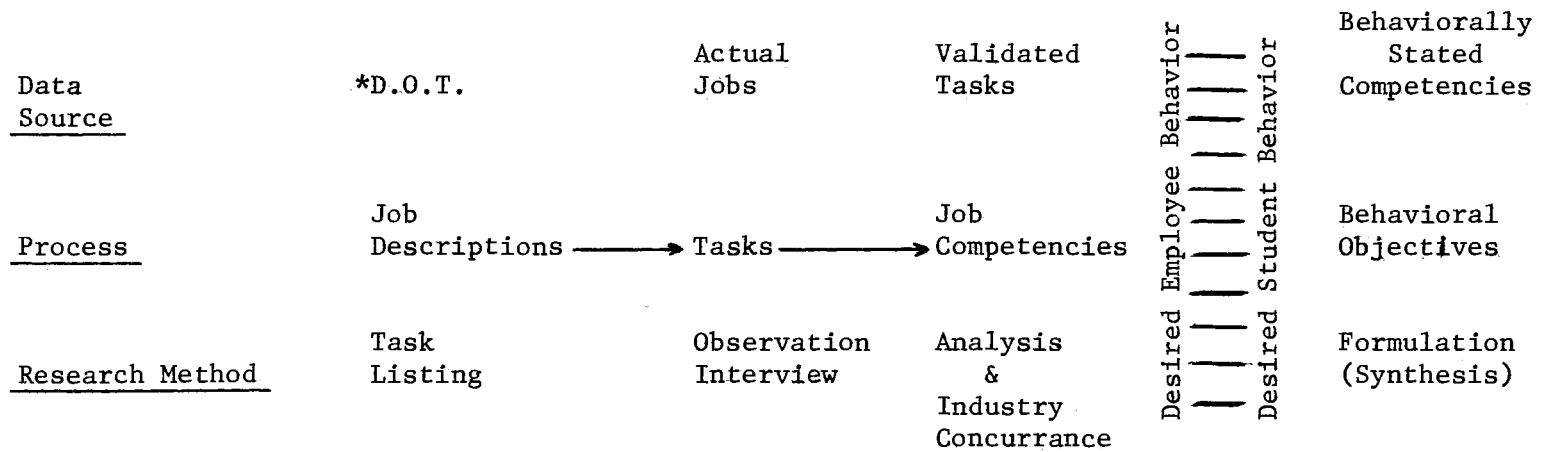 Data
Source
*D.O.T.
Actual
Jobs
Validated
Tasks
Desired Employee Behavior
Desired Student Behavior
Behaviorally
Stated
Competencies
Process
Job
Descriptions
Tasks
Job
Competencies
Behavioral
Objectives
Research Method
Task
Listing
Observation
Interview
Analysis
&
Industry
Concurrance
Formulation
(Synthesis)